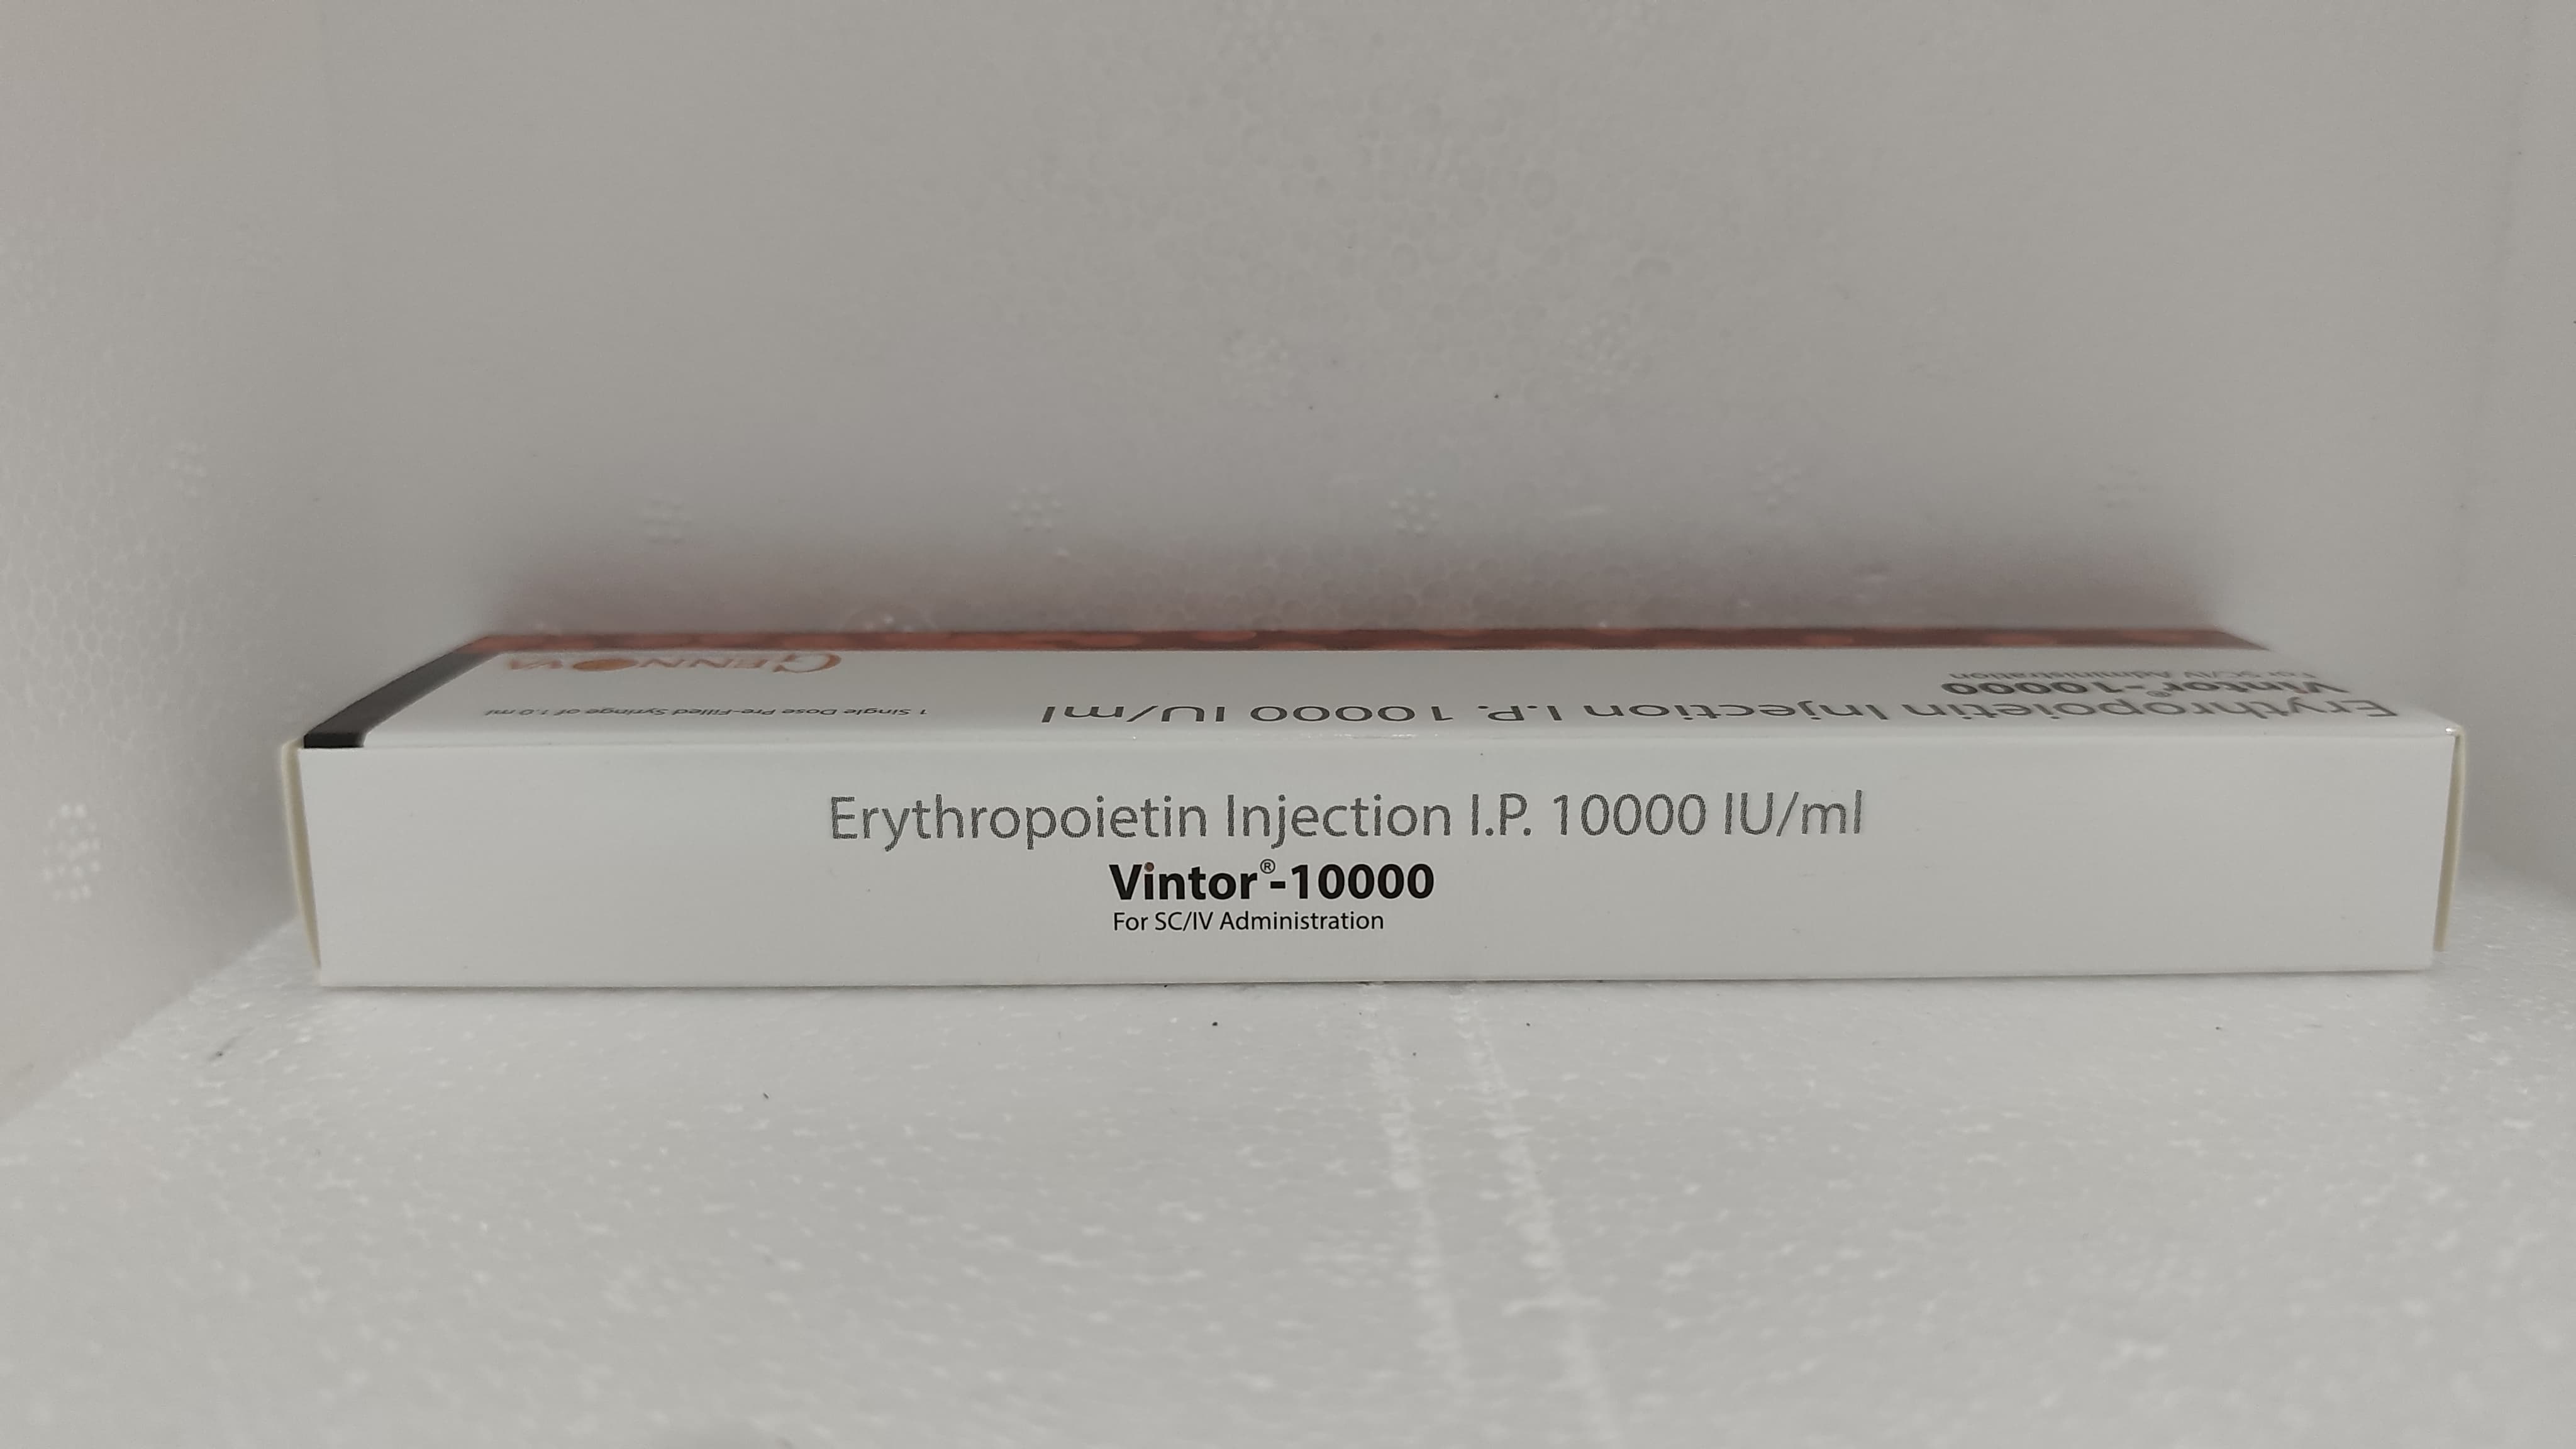 GENNOVA
For SC/IV Administration
Vintor®-10000
1 Single Dose Pre-Filled Syringe of 1.0 ml
Erythropoietin Injection I.P. 10000 IU/ml
Erythropoietin Injection I.P. 10000 IU/ml
Vintor®-10000
For SC/IV Administration